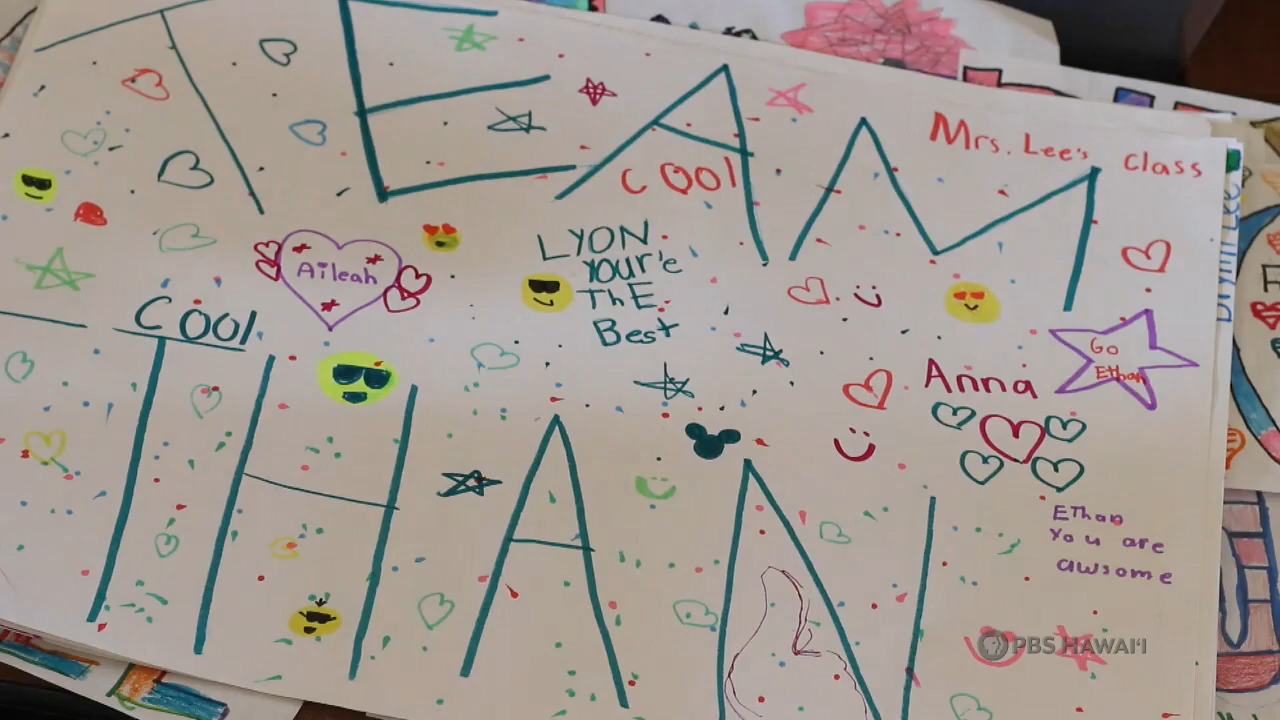 TEAM
Mrs. Lee's Class
COOl
LYON
YOUr'e
ThE
Best
Aileah
COOl
Go
Ethan
Anna
EThan
You are
awsome
THAN
PBS HAWAI'I